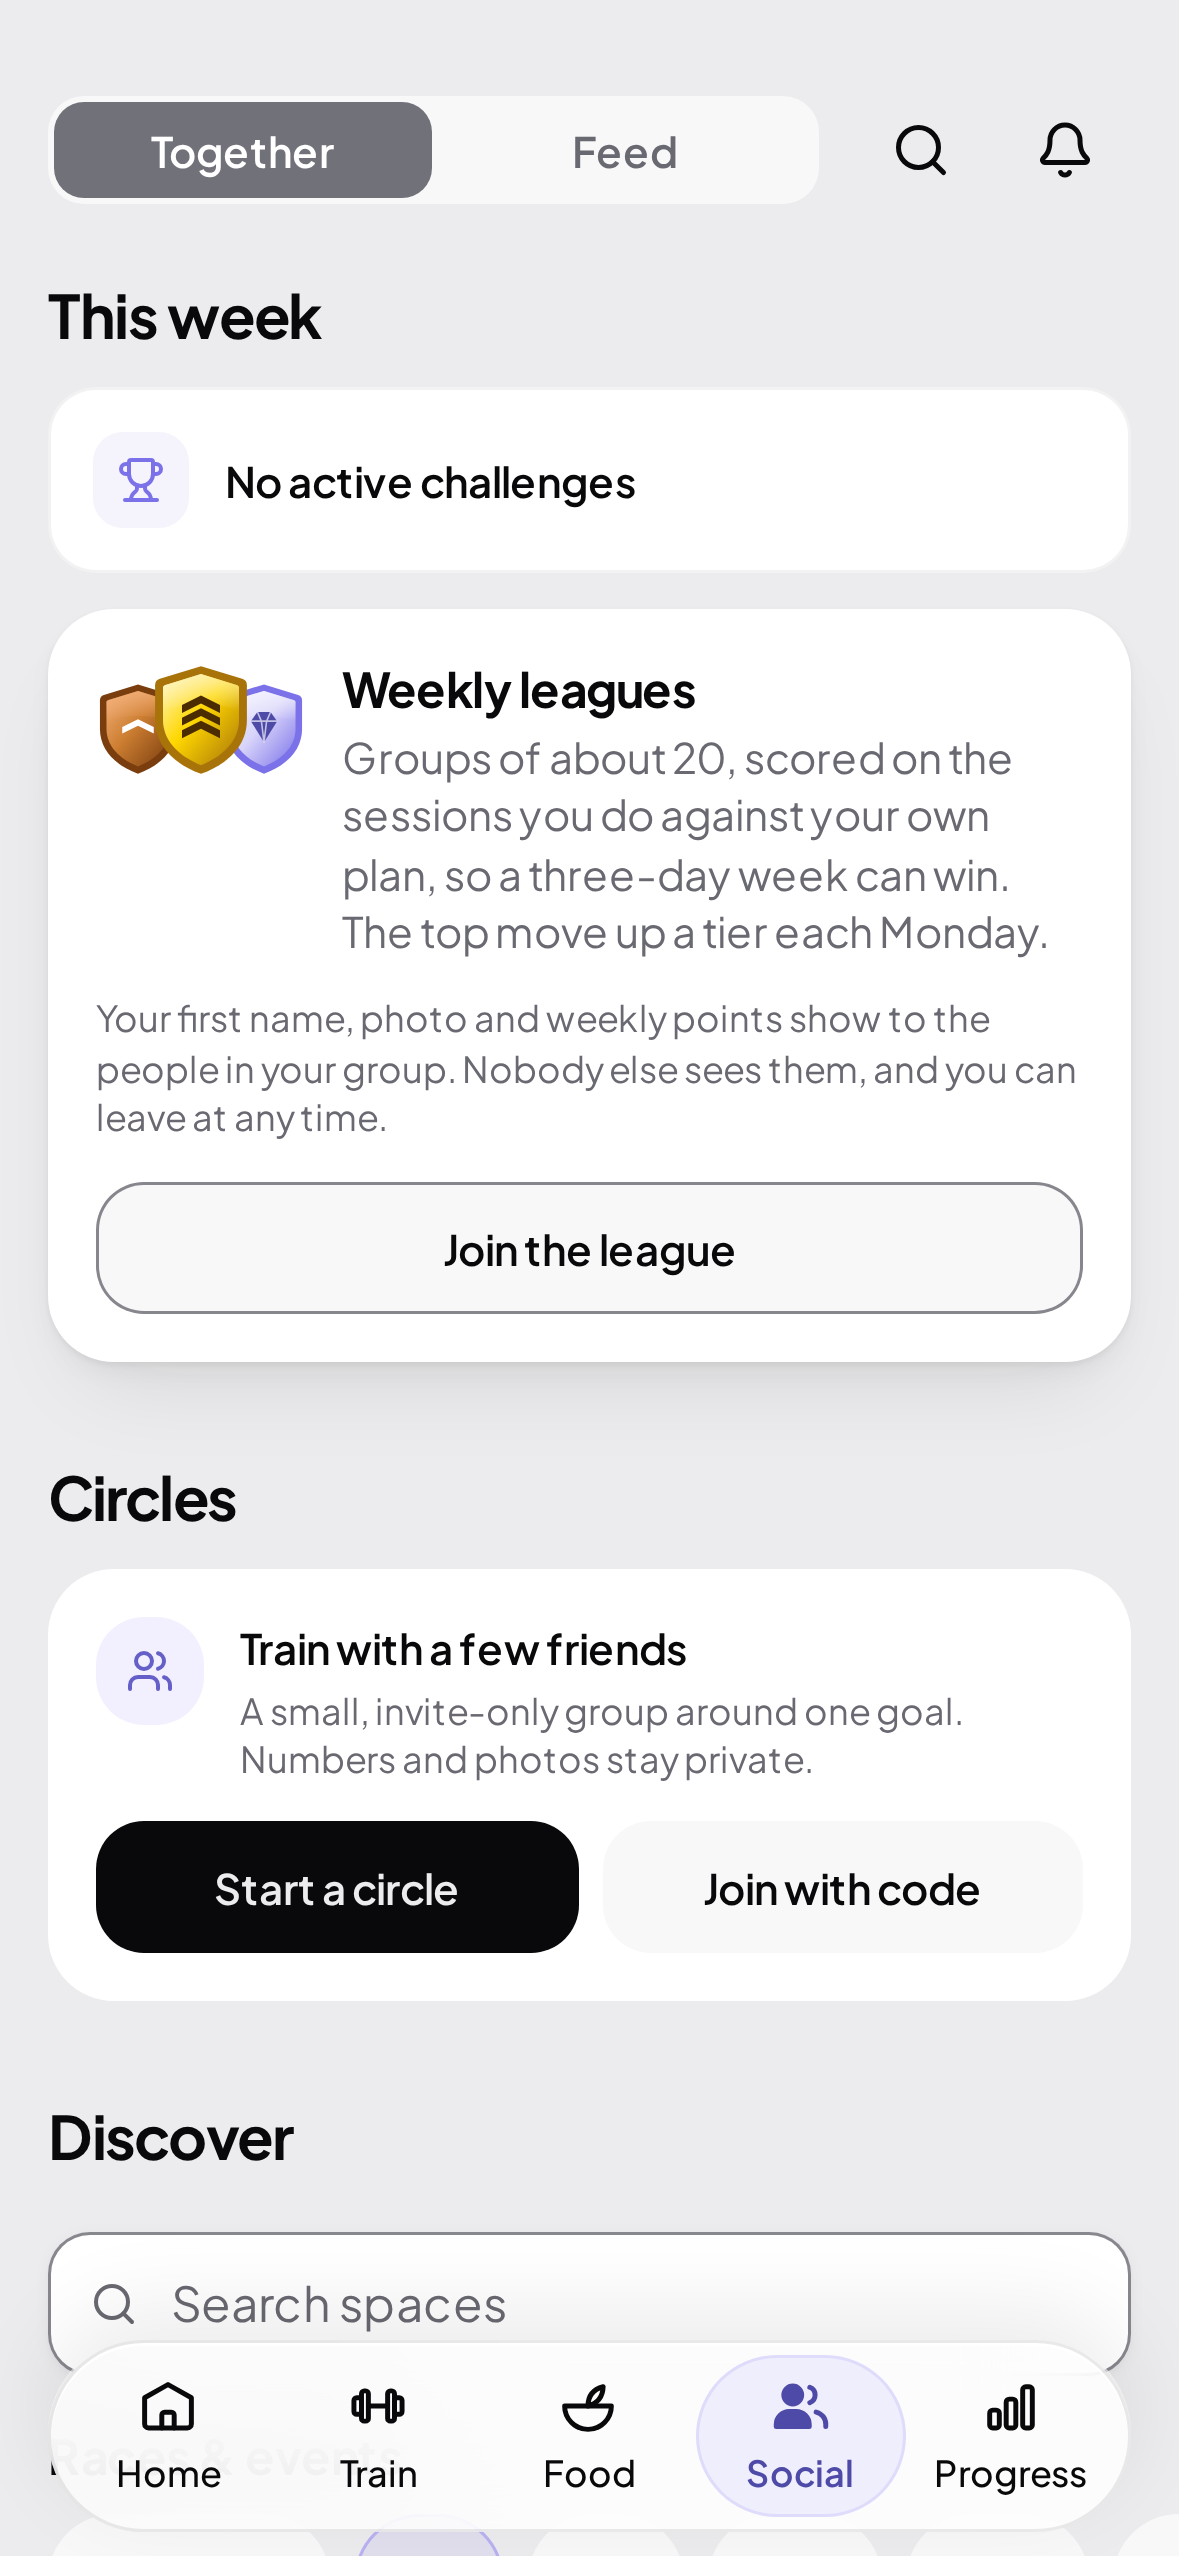 Together
Feed
This week
No active challenges
Weekly leagues
Groups of about 20, scored on the
sessions you do against your own
plan, so a three-day week can win.
The top move up a tier each Monday.
Your first name, photo and weekly points show to the
people in your group. Nobody else sees them, and you can
leave at any time.
Join the league
Circles
Train with a few friends
A small, invite-only group around one goal.
Numbers and photos stay private.
Start a circle
Join with code
Discover
Search spaces
Races & events
Home
Train
Food
Social
Progress